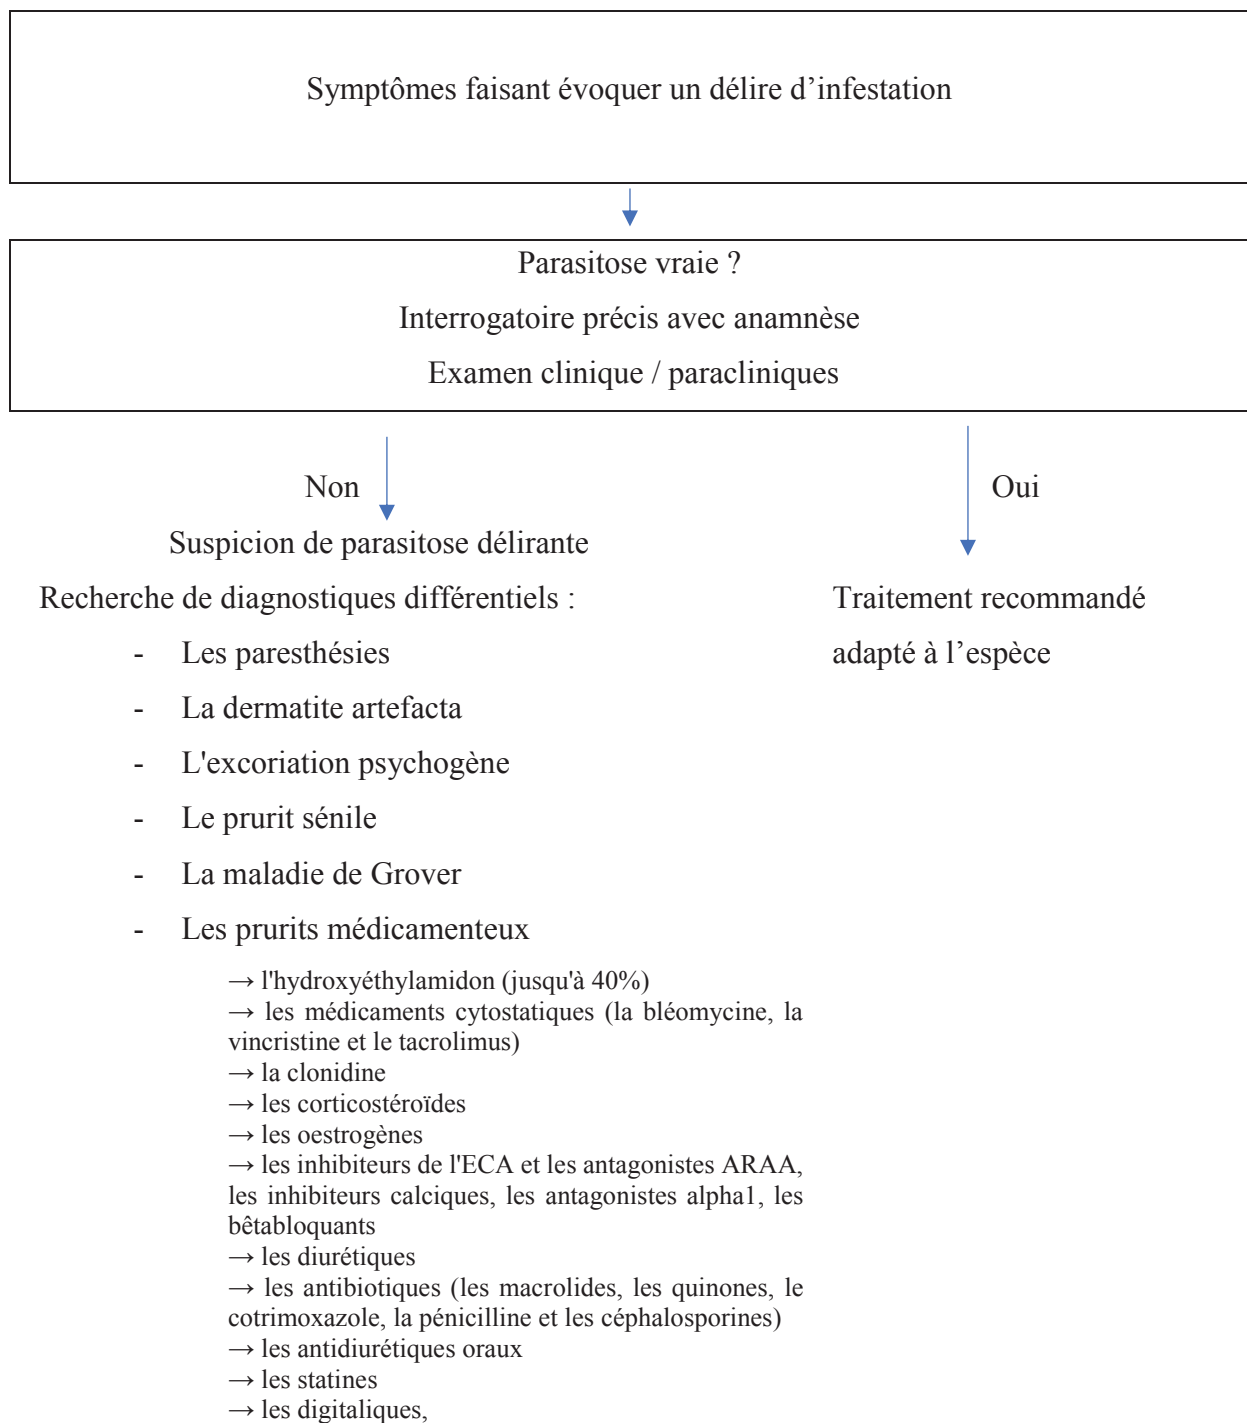 Symptômes faisant évoquer un délire d’infestation
Parasitose vraie ?
Interrogatoire précis avec anamnèse
Examen clinique / paracliniques
Non
Oui
Suspicion de parasitose délirante
Recherche de diagnostiques différentiels :
- Les paresthésies
- La dermatite artefacta
- L'excoriation psychogène
- Le prurit sénile
- La maladie de Grover
- Les prurits médicamenteux
→ l'hydroxyéthylamidon (jusqu'à 40%)
→ les médicaments cytostatiques (la bléomycine, la
vincristine et le tacrolimus)
→ la clonidine
→ les corticostéroïdes
→ les oestrogènes
→ les inhibiteurs de l'ECA et les antagonistes ARAA,
les inhibiteurs calciques, les antagonistes alpha1, les
bêtabloquants
→ les diurétiques
→ les antibiotiques (les macrolides, les quinones, le
cotrimoxazole, la pénicilline et les céphalosporines)
→ les antidiurétiques oraux
→ les statines
→ les digitaliques,
Traitement recommandé
adapté à l’espèce